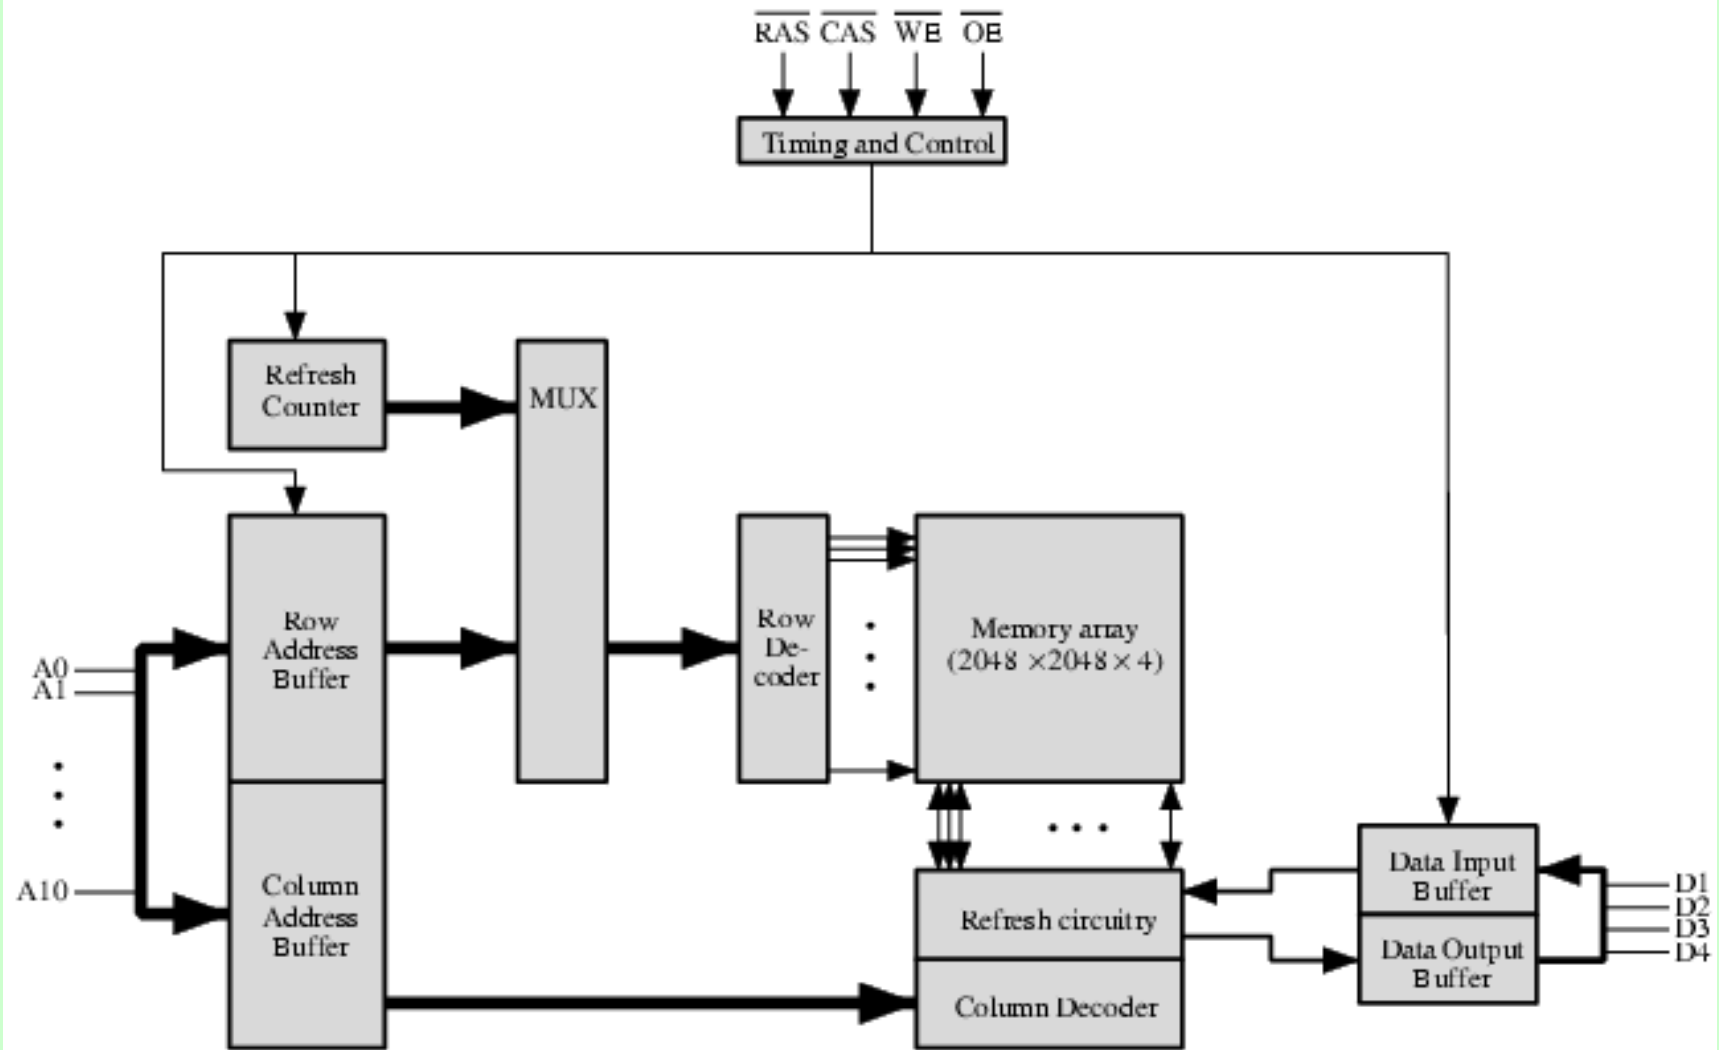 RAS CAS WE OE
Timing and Control
Refresh
Counter
MUX
Row
Address
Buffer
Row
De-
coder
Memory array
(2048 ×2048× 4)
A0
A1
A10
Column
Address
Buffer
Refresh circuitry
Column Decoder
Data Input
Buffer
Data Output
Buffer
D1
D2
D3
D4